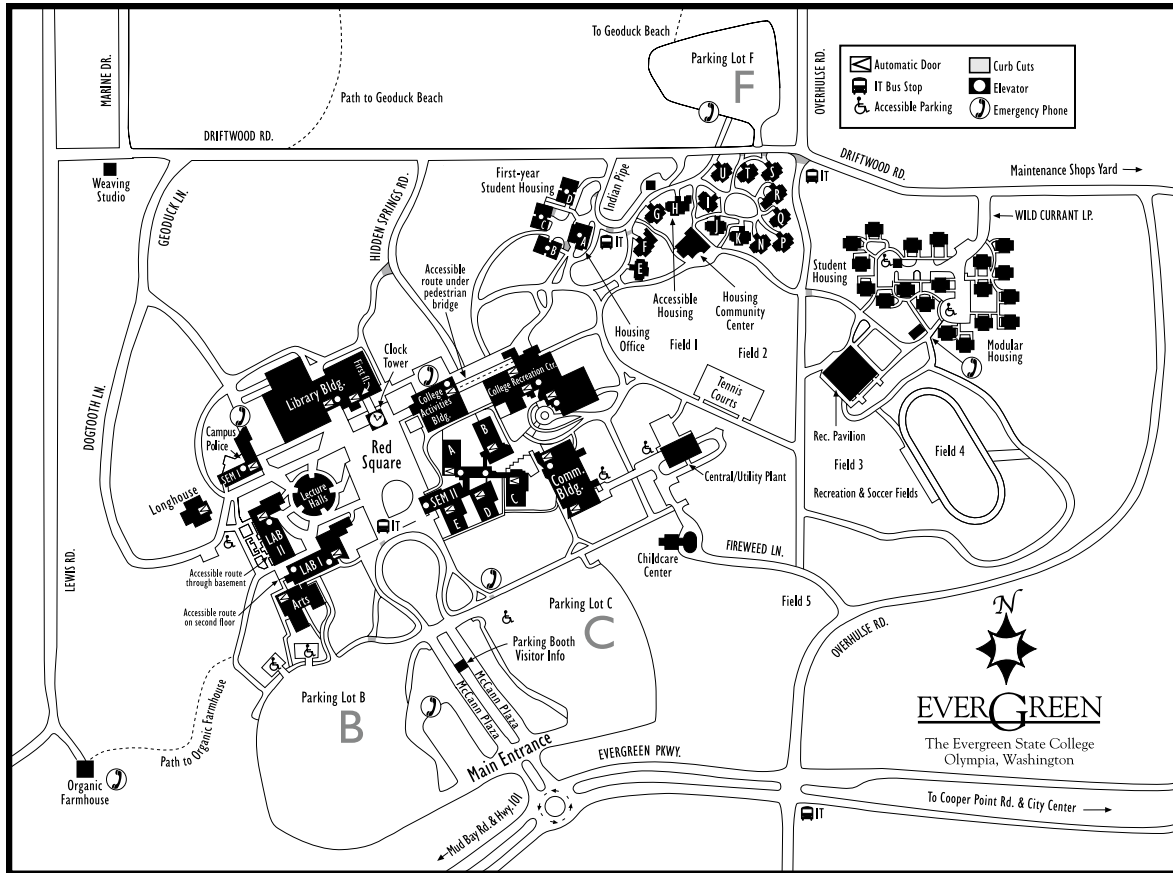 To Geoduck Beach
Parking Lot F
F
MARINE DR.
Path to Geoduck Beach
OVERHULSE RD.
Automatic Door
IT Bus Stop
Accessible Parking
Curb Cuts
Elevator
Emergency Phone
DRIFTWOOD RD.
Weaving
Studio
GEODUCK LN.
HIDDEN SPRINGS RD.
First-year
Student Housing
Indian Pipe
D
C
B
A
IT
U
T
S
R
Q
P
N
K
J
I
H
G
F
E
IT
DRIFTWOOD RD.
Maintenance Shops Yard
WILD CURRANT LP.
Student
Housing
Modular
Housing
Accessible
route under
pedestrian
bridge
Accessible
Housing
Housing
Office
Housing
Community
Center
Field 1
Field 2
Tennis
Courts
Rec. Pavilion
Field 3
Field 4
Recreation & Soccer Fields
DOGTOOTH LN.
Clock
Tower
First fl.
Library Bldg.
College
Activities
Bldg.
College Recreation Ctr.
Campus
Police
SEM I
Red
Square
Lecture
Halls
Longhouse
A
B
C
D
E
SEM II
Comm.
Bldg.
Central/Utility Plant
LAB
II
LAB I
Arts
IT
Accessible route
through basement
Accessible route
on second floor
Childcare
Center
FIREWEED LN.
Field 5
OVERHULSE RD.
LEWIS RD.
Parking Lot C
C
Parking Booth
Visitor Info
McCann Plaza
McCann Plaza
Parking Lot B
B
Path to Organic Farmhouse
Organic
Farmhouse
Main Entrance
EVERGREEN PKWY.
Mud Bay Rd. & Hwy. 101
IT
To Cooper Point Rd. & City Center
N
EVERGREEN
The Evergreen State College
Olympia, Washington